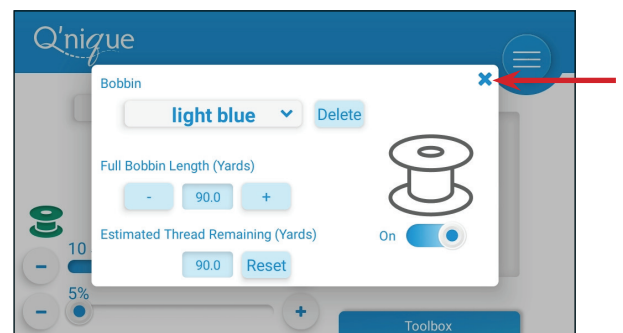 Q'nique
Bobbin
light blue
Delete
Full Bobbin Length (Yards)
- 90.0 +
Estimated Thread Remaining (Yards)
On
90.0 Reset
10
-
5%
- +
Toolbox